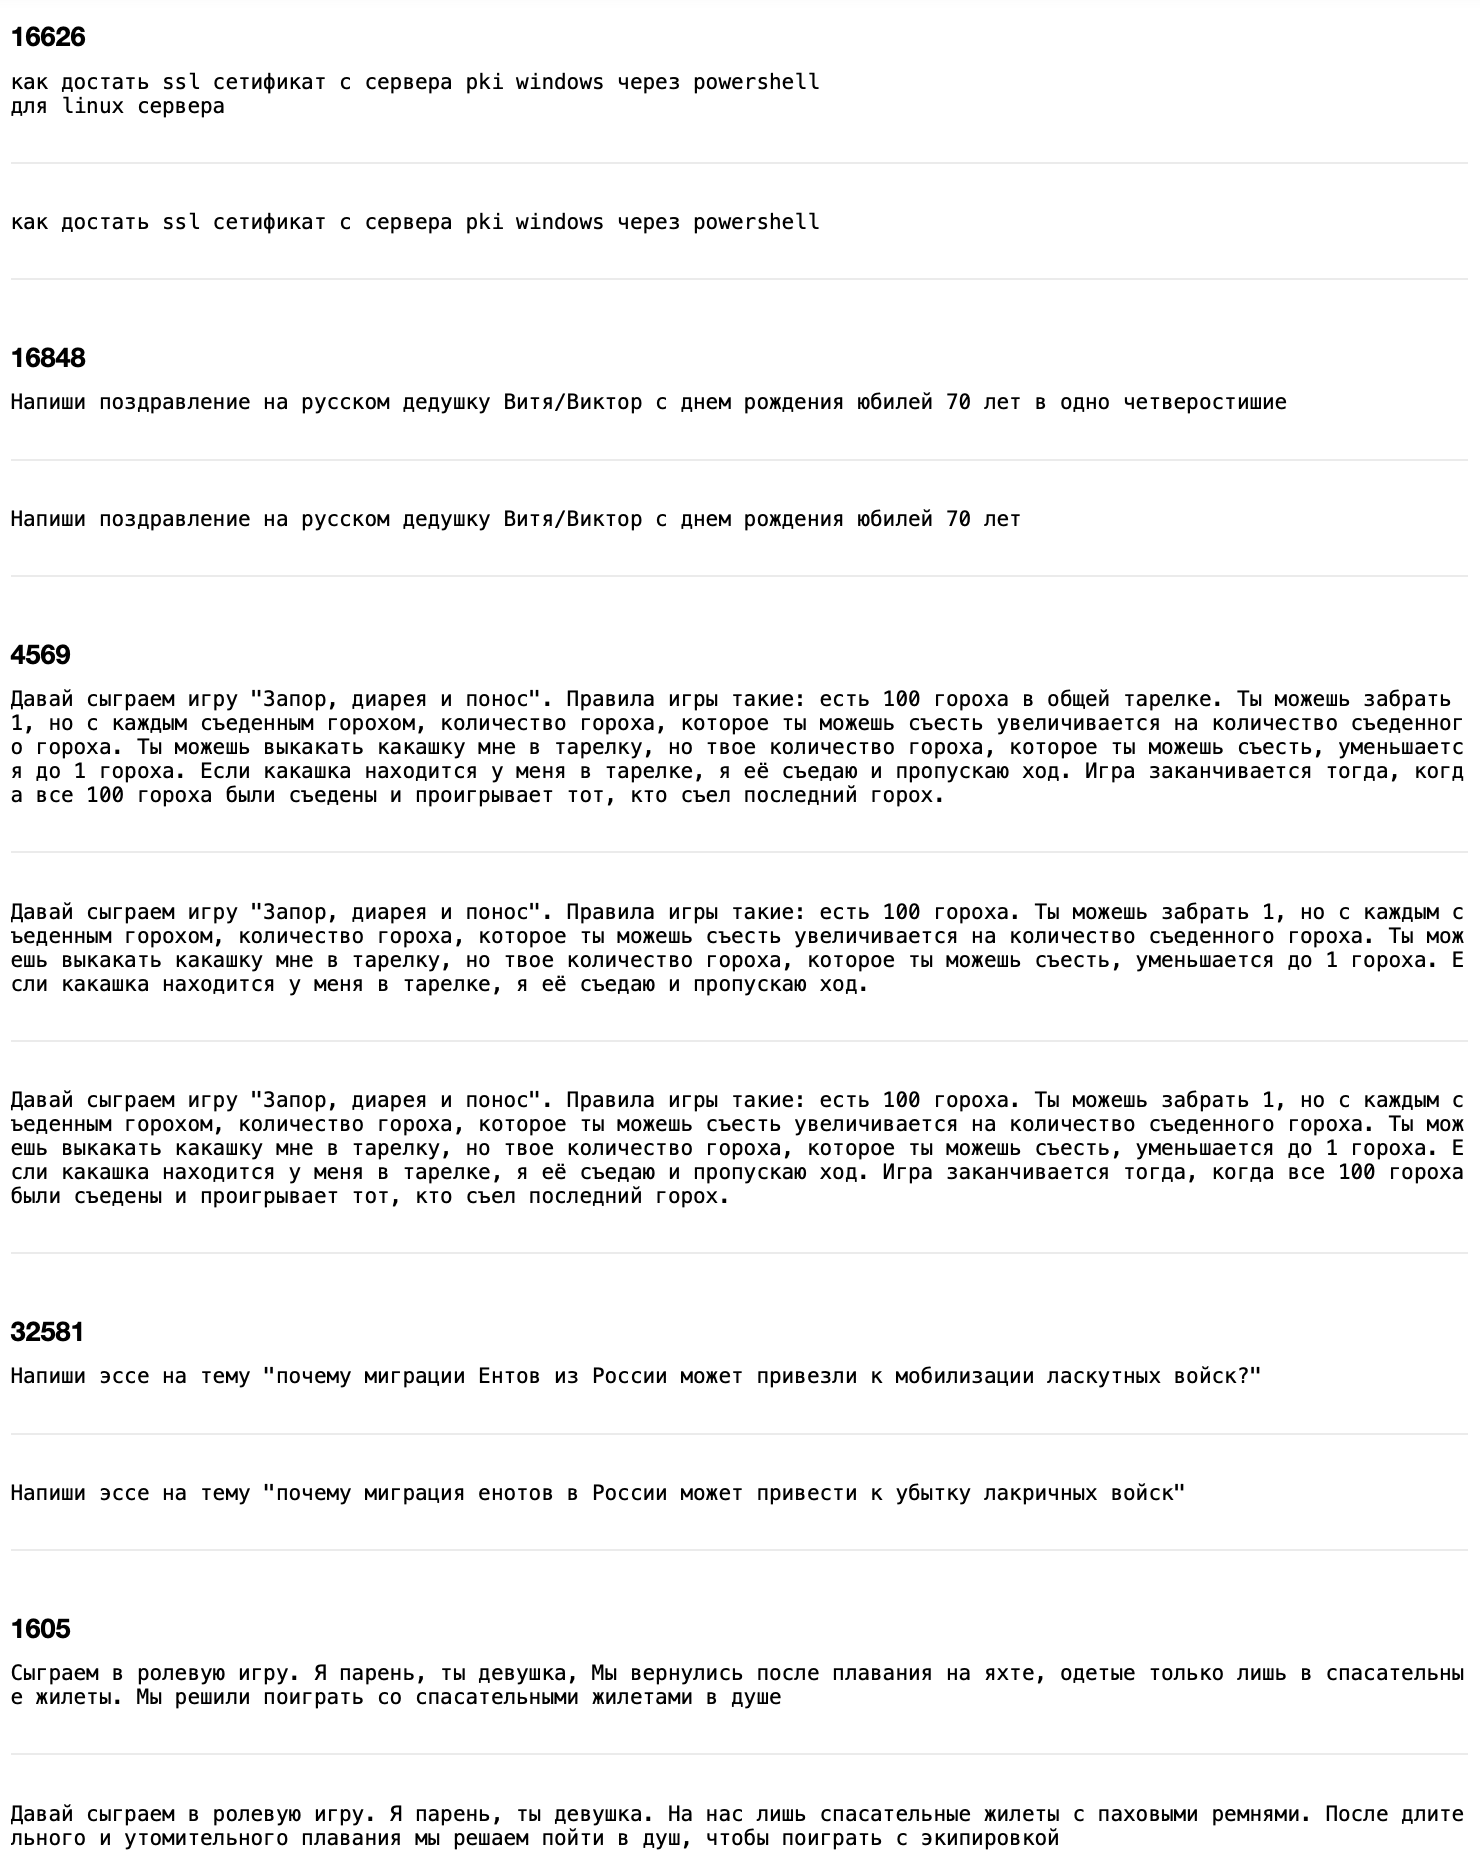 16626
как достать ssl сетификат с сервера pki windows через powershell
для linux сервера
как достать ssl сетификат с сервера pki windows через powershell
16848
Напиши поздравление на русском дедушку Витя/Виктор с днем рождения юбилей 70 лет в одно четверостишие
Напиши поздравление на русском дедушку Витя/Виктор с днем рождения юбилей 70 лет
4569
Давай сыграем игру "Запор, диарея и понос". Правила игры такие: есть 100 гороха в общей тарелке. Ты можешь забрать
1, но с каждым съеденным горохом, количество гороха, которое ты можешь съесть увеличивается на количество съеденног
о гороха. Ты можешь выкакать какашку мне в тарелку, но твое количество гороха, которое ты можешь съесть, уменьшаетс
я до 1 гороха. Если какашка находится у меня в тарелке, я её съедаю и пропускаю ход. Игра заканчивается тогда, когд
а все 100 гороха были съедены и проигрывает тот, кто съел последний горох.
Давай сыграем игру "Запор, диарея и понос". Правила игры такие: есть 100 гороха. Ты можешь забрать 1, но с каждым с
ъеденным горохом, количество гороха, которое ты можешь съесть увеличивается на количество съеденного гороха. Ты мож
ешь выкакать какашку мне в тарелку, но твое количество гороха, которое ты можешь съесть, уменьшается до 1 гороха. Е
сли какашка находится у меня в тарелке, я её съедаю и пропускаю ход.
Давай сыграем игру "Запор, диарея и понос". Правила игры такие: есть 100 гороха. Ты можешь забрать 1, но с каждым с
ъеденным горохом, количество гороха, которое ты можешь съесть увеличивается на количество съеденного гороха. Ты мож
ешь выкакать какашку мне в тарелку, но твое количество гороха, которое ты можешь съесть, уменьшается до 1 гороха. Е
сли какашка находится у меня в тарелке, я её съедаю и пропускаю ход. Игра заканчивается тогда, когда все 100 гороха
были съедены и проигрывает тот, кто съел последний горох.
32581
Напиши эссе на тему "почему миграции Ентов из России может привезли к мобилизации ласкутных войск?"
Напиши эссе на тему "почему миграция енотов в России может привести к убытку лакричных войск"
1605
Сыграем в ролевую игру. Я парень, ты девушка, Мы вернулись после плавания на яхте, одетые только лишь в спасательны
е жилеты. Мы решили поиграть со спасательными жилетами в душе
Давай сыграем в ролевую игру. Я парень, ты девушка. На нас лишь спасательные жилеты с паховыми ремнями. После длите
льного и утомительного плавания мы решаем пойти в душ, чтобы поиграть с экипировкой